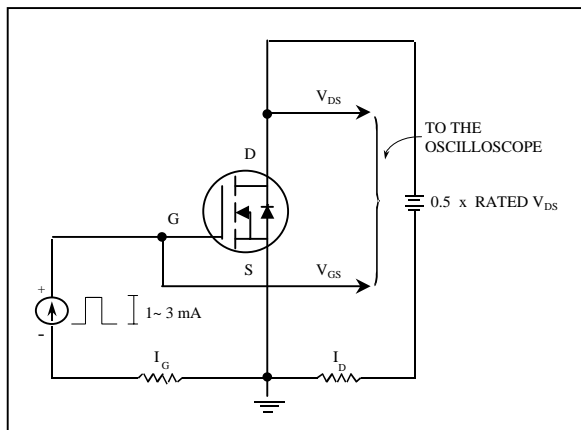 V_DS
TO THE
OSCILLOSCOPE
D
0.5 x RATED V_DS
G
S
V_GS
+
-
1~ 3 mA
I_G
I_D